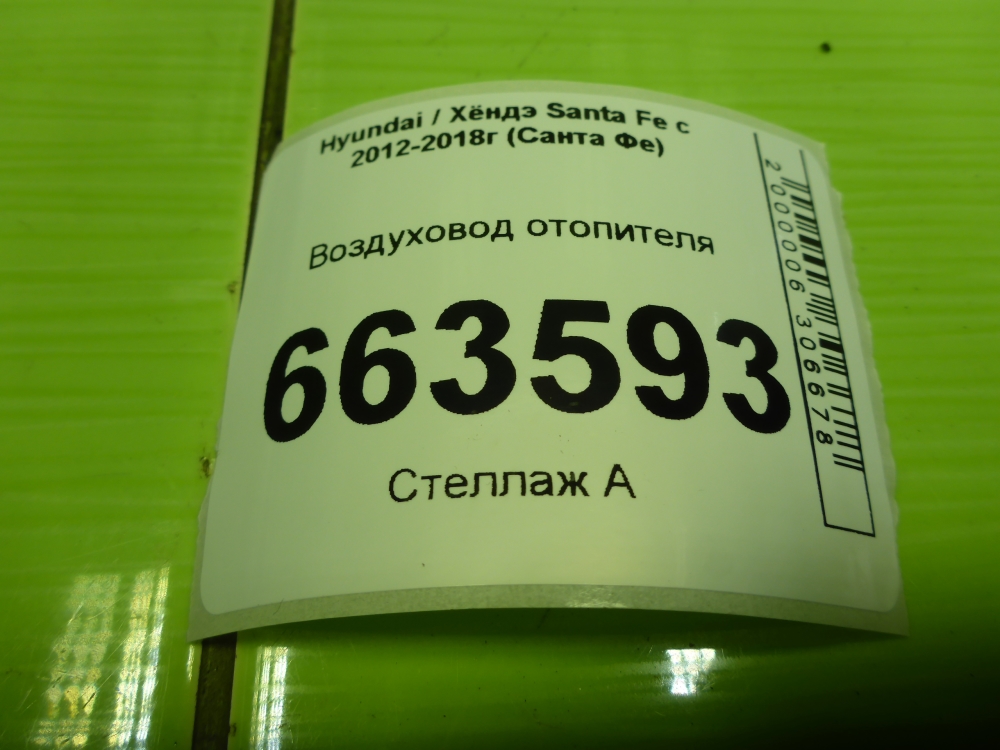 Hyundai / Хёндэ Santa Fe с
2012-2018г (Санта Фе)
Воздуховод отопителя
663593
Стеллаж А
2000006306678